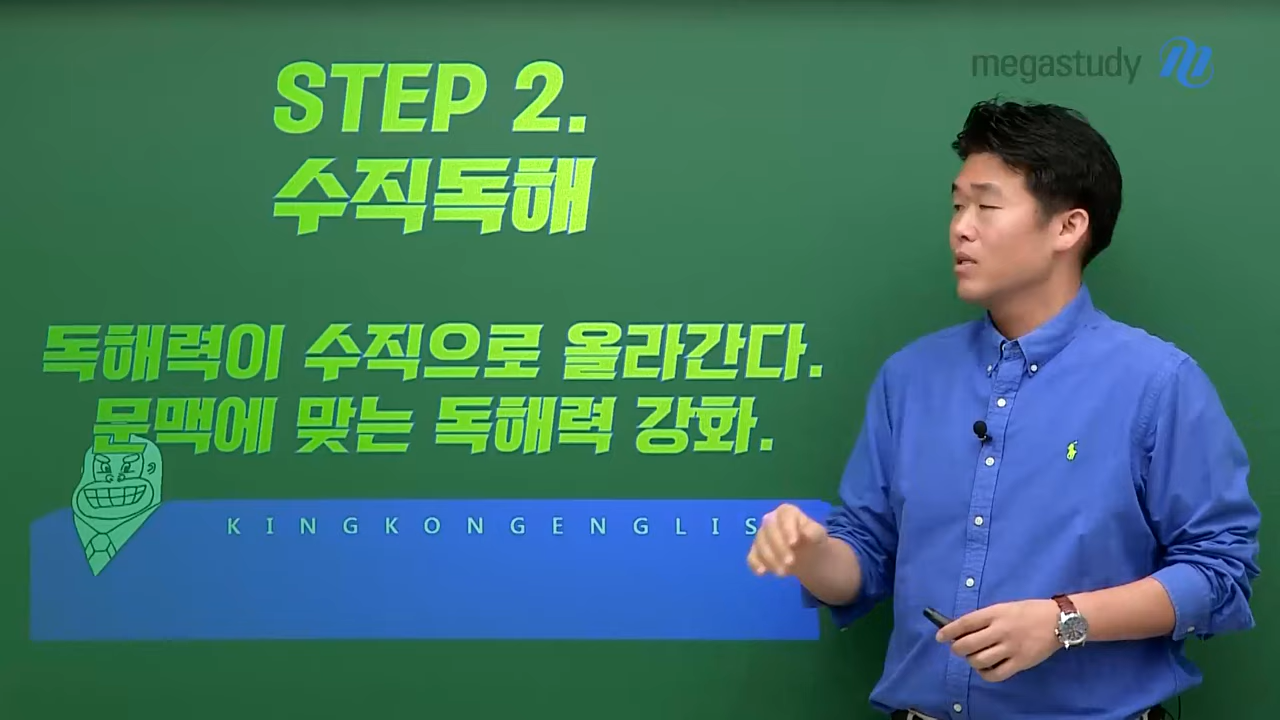 megastudy
STEP 2.
수직독해
독해력이 수직으로 올라간다.
문맥에 맞는 독해력 강화.
KINGKONGENGLIS